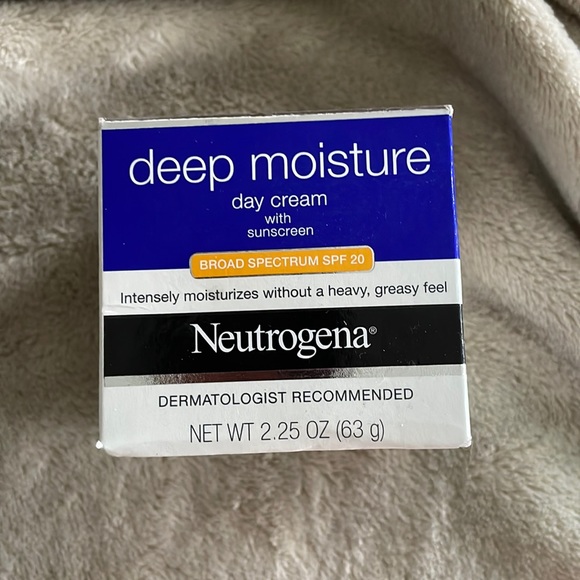 deep moisture
day cream
with
sunscreen
BROAD SPECTRUM SPF 20
Intensely moisturizes without a heavy, greasy feel
Neutrogena®
DERMATOLOGIST RECOMMENDED
NET WT 2.25 OZ (63 g)